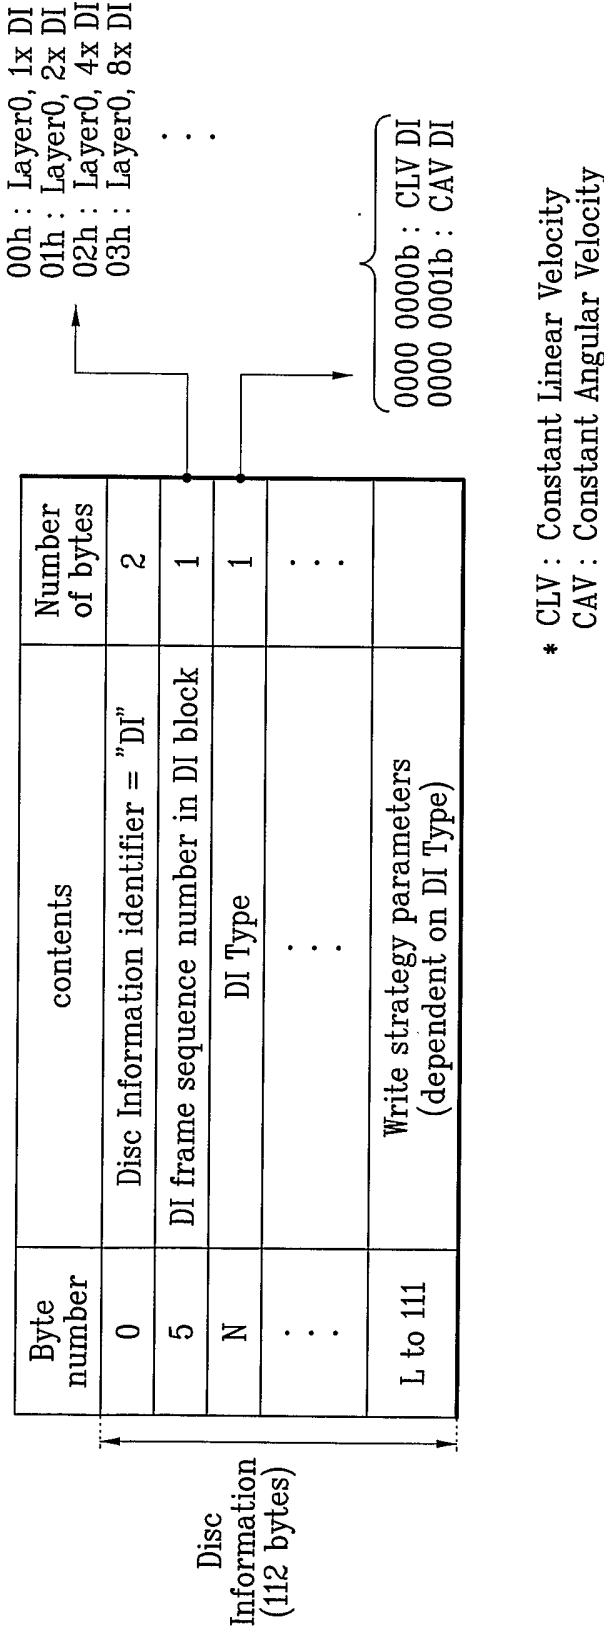 Disc
Information
(112 bytes)
Byte
number
contents
Number
of bytes
0
Disc Information identifier = "DI"
2
5
DI frame sequence number in DI block
1
N
DI Type
1
. . .
. . .
. . .
L to 111
Write strategy parameters
(dependent on DI Type)
00h : Layer0, 1x DI
01h : Layer0, 2x DI
02h : Layer0, 4x DI
03h : Layer0, 8x DI
. . .
0000 0000b : CLV DI
0000 0001b : CAV DI
* CLV : Constant Linear Velocity
CAV : Constant Angular Velocity